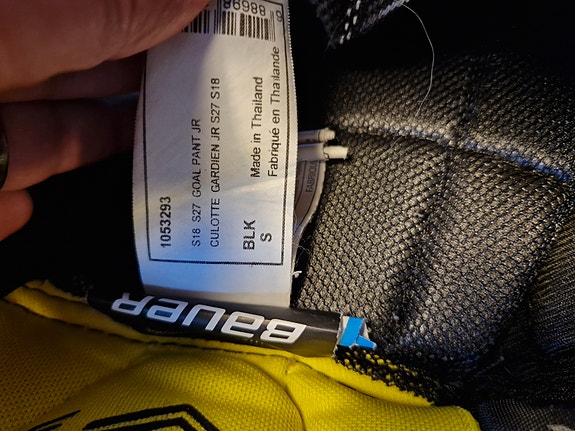 1053293
S18 S27 GOAL PANT JR
CULOTTE GARDIEN JR S27 S18
BLK
S
Made in Thailand
Fabriqué en Thaïlande
BAUER